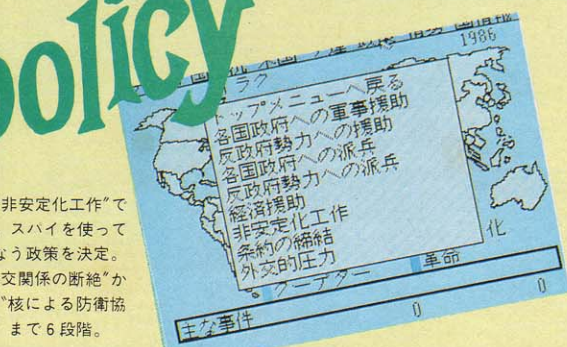 policy
1986
ラク
トップメニューへ戻る
各国政府への軍事援助
反政府勢力への援助
各国政府への派兵
反政府勢力への派兵
経済援助
非安定化工作
条約の締結
外交的圧力
化
クーデター 革命
主な事件 0 0
非安定化工作”で
スパイを使って
なう政策を決定。
交関係の断絶”か
“核による防衛協
まで6段階。